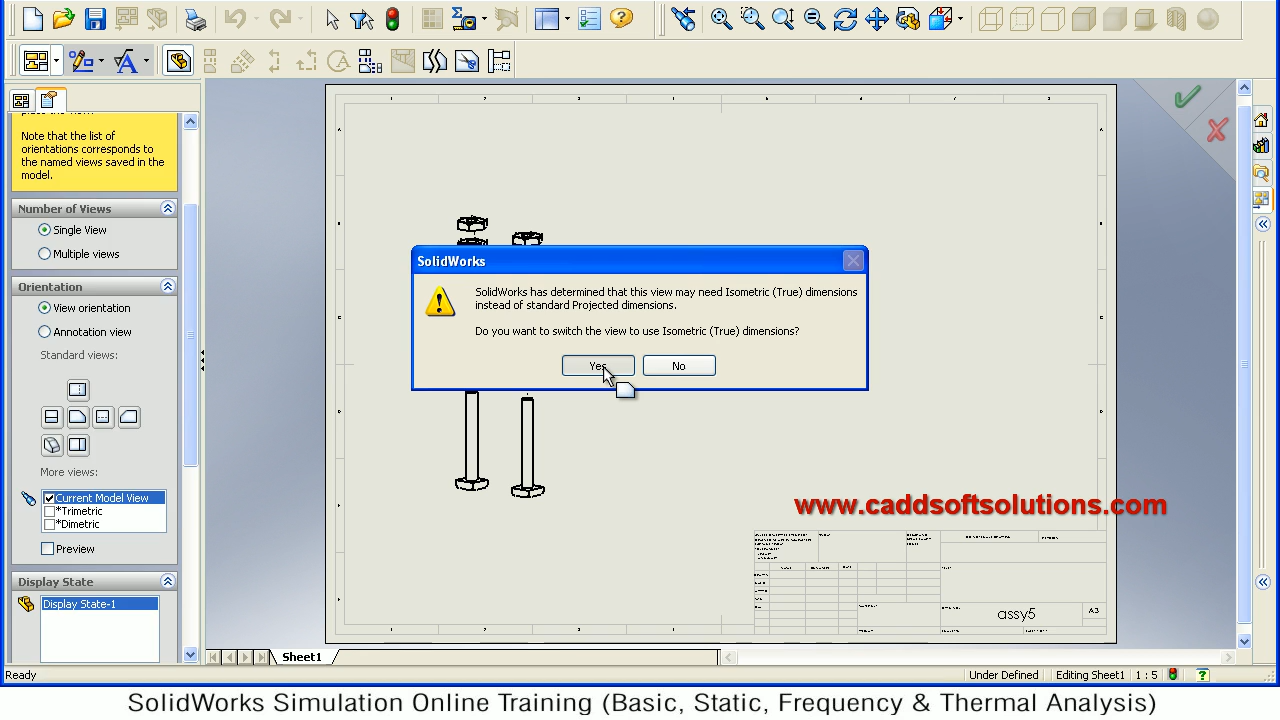 place the view.
Note that the list of
orientations corresponds to
the named views saved in the
model.
Number of Views
Single View
Multiple views
Orientation
View orientation
Annotation view
Standard views:
More views:
Current Model View
*Trimetric
*Dimetric
Preview
Display State
Display State-1
SolidWorks
SolidWorks has determined that this view may need Isometric (True) dimensions
instead of standard Projected dimensions.
Do you want to switch the view to use Isometric (True) dimensions?
Yes
No
www.caddsoftsolutions.com
assy5
A3
Sheet1
Ready
Under Defined
Editing Sheet1
1 : 5
SolidWorks Simulation Online Training (Basic, Static, Frequency & Thermal Analysis)